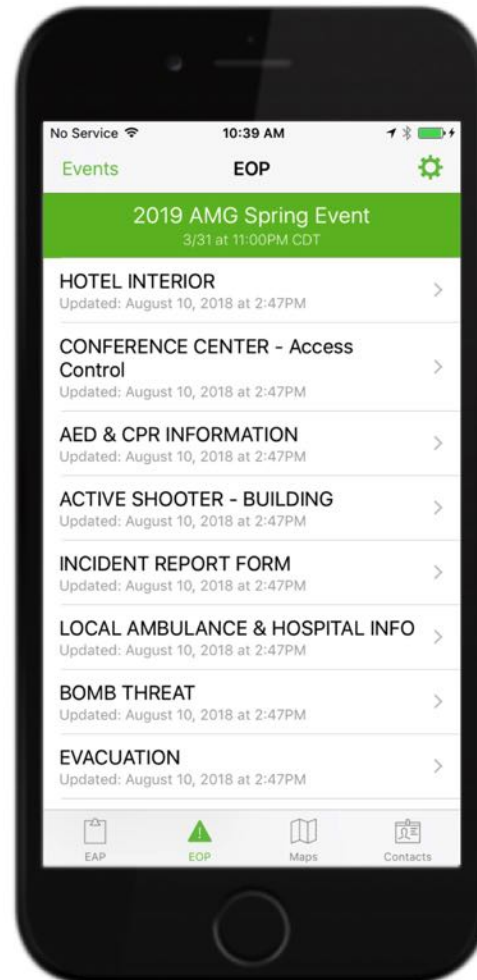 No Service 10:39 AM
Events EOP
2019 AMG Spring Event
3/31 at 11:00PM CDT
HOTEL INTERIOR
Updated: August 10, 2018 at 2:47PM
CONFERENCE CENTER - Access
Control
Updated: August 10, 2018 at 2:47PM
AED & CPR INFORMATION
Updated: August 10, 2018 at 2:47PM
ACTIVE SHOOTER - BUILDING
Updated: August 10, 2018 at 2:47PM
INCIDENT REPORT FORM
Updated: August 10, 2018 at 2:47PM
LOCAL AMBULANCE & HOSPITAL INFO
Updated: August 10, 2018 at 2:47PM
BOMB THREAT
Updated: August 10, 2018 at 2:47PM
EVACUATION
Updated: August 10, 2018 at 2:47PM
EAP EOP Maps Contacts